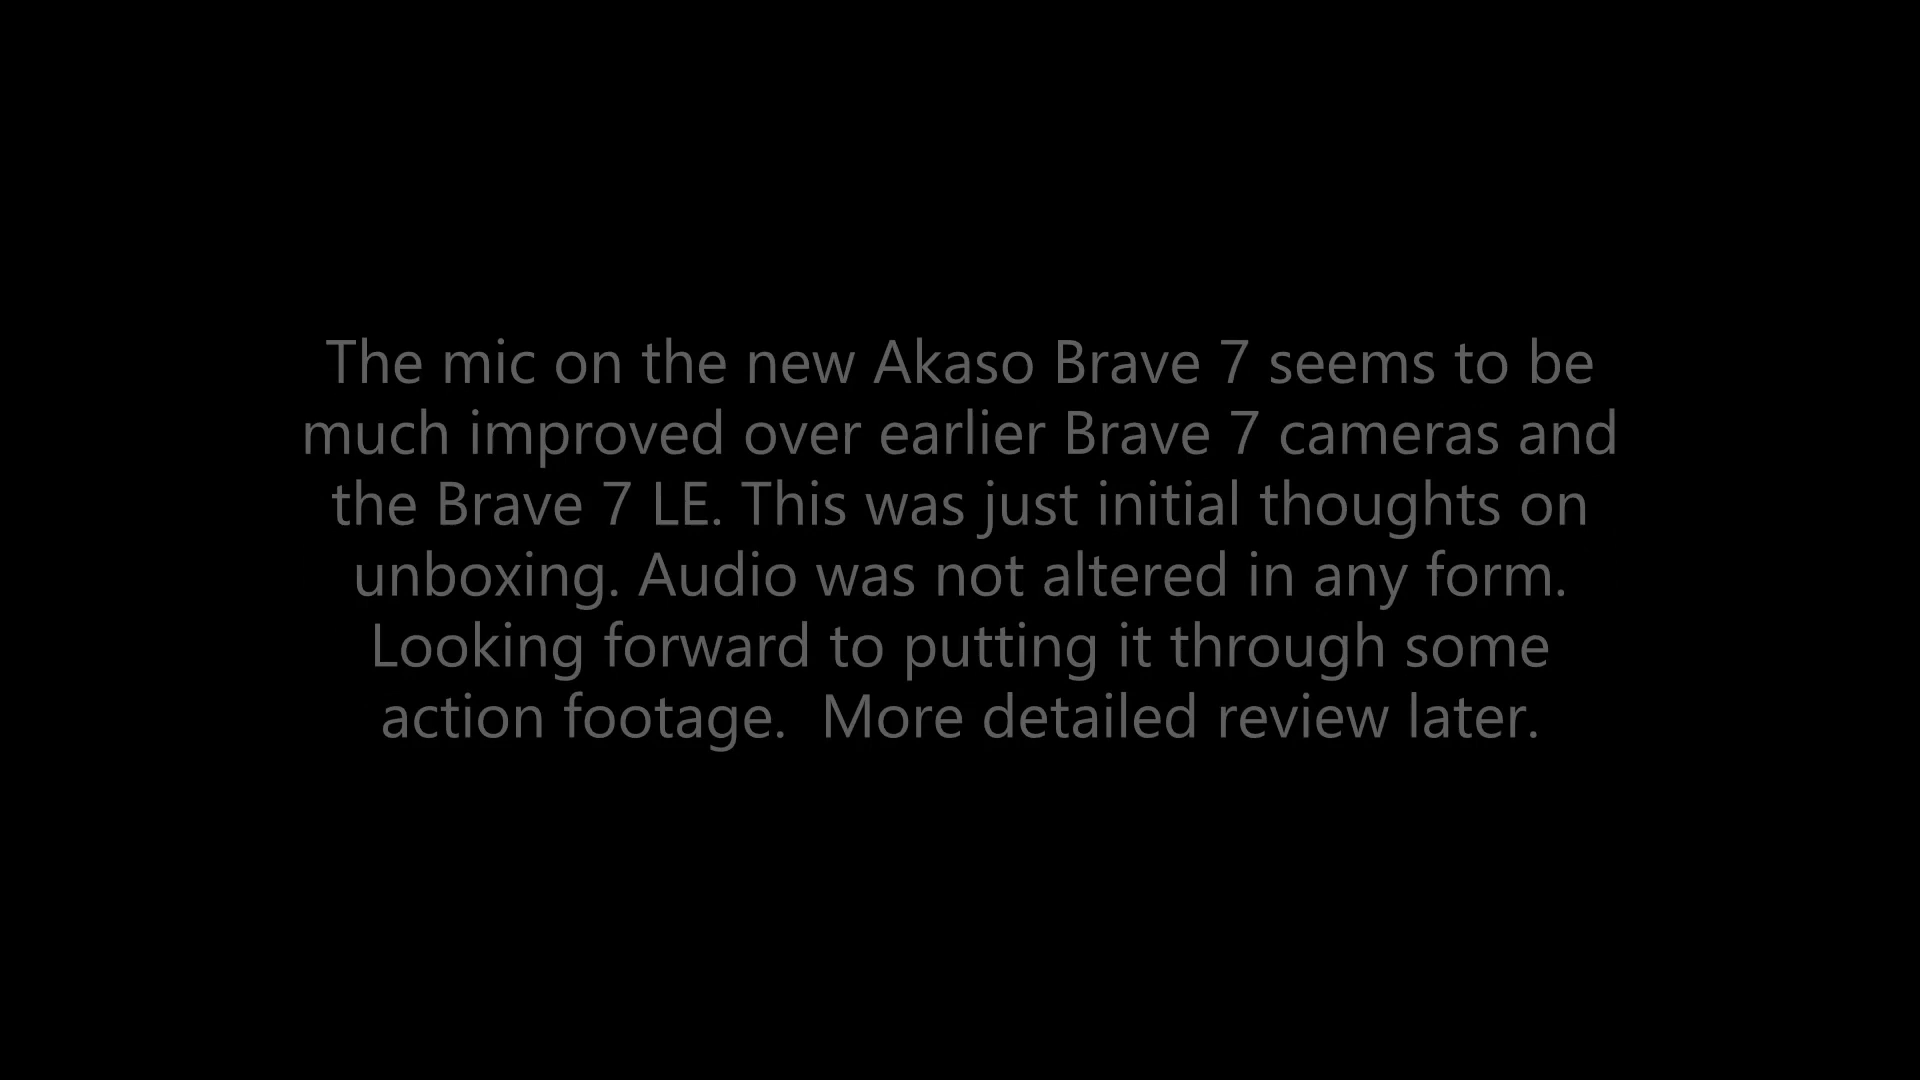 The mic on the new Akaso Brave 7 seems to be
much improved over earlier Brave 7 cameras and
the Brave 7 LE. This was just initial thoughts on
unboxing. Audio was not altered in any form.
Looking forward to putting it through some
action footage.  More detailed review later.